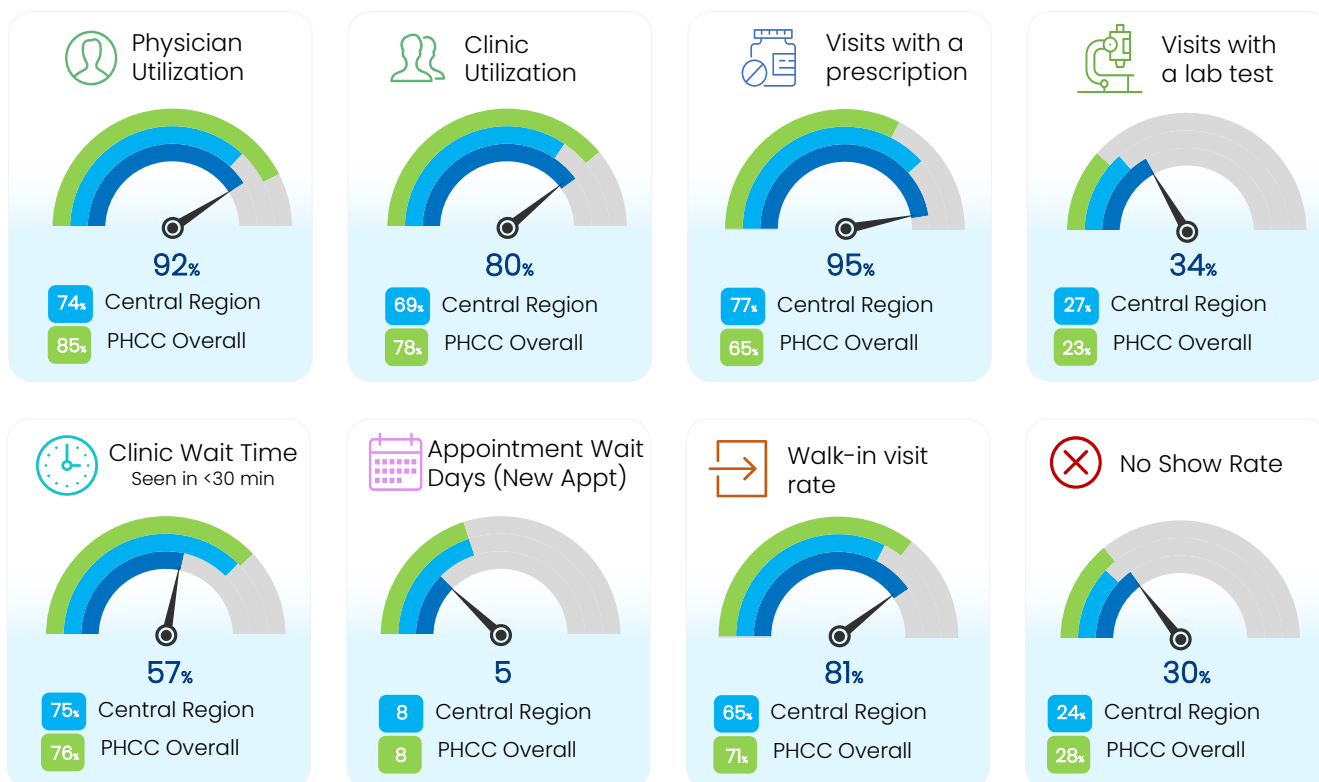 Physician
Utilization
92%
74% Central Region
85% PHCC Overall
Clinic
Utilization
80%
69% Central Region
78% PHCC Overall
Visits with a
prescription
95%
77% Central Region
65% PHCC Overall
Visits with
a lab test
34%
27% Central Region
23% PHCC Overall
Clinic Wait Time
Seen in <30 min
57%
75% Central Region
76% PHCC Overall
Appointment Wait
Days (New Appt)
5
8 Central Region
8 PHCC Overall
Walk-in visit
rate
81%
65% Central Region
71% PHCC Overall
No Show Rate
30%
24% Central Region
28% PHCC Overall